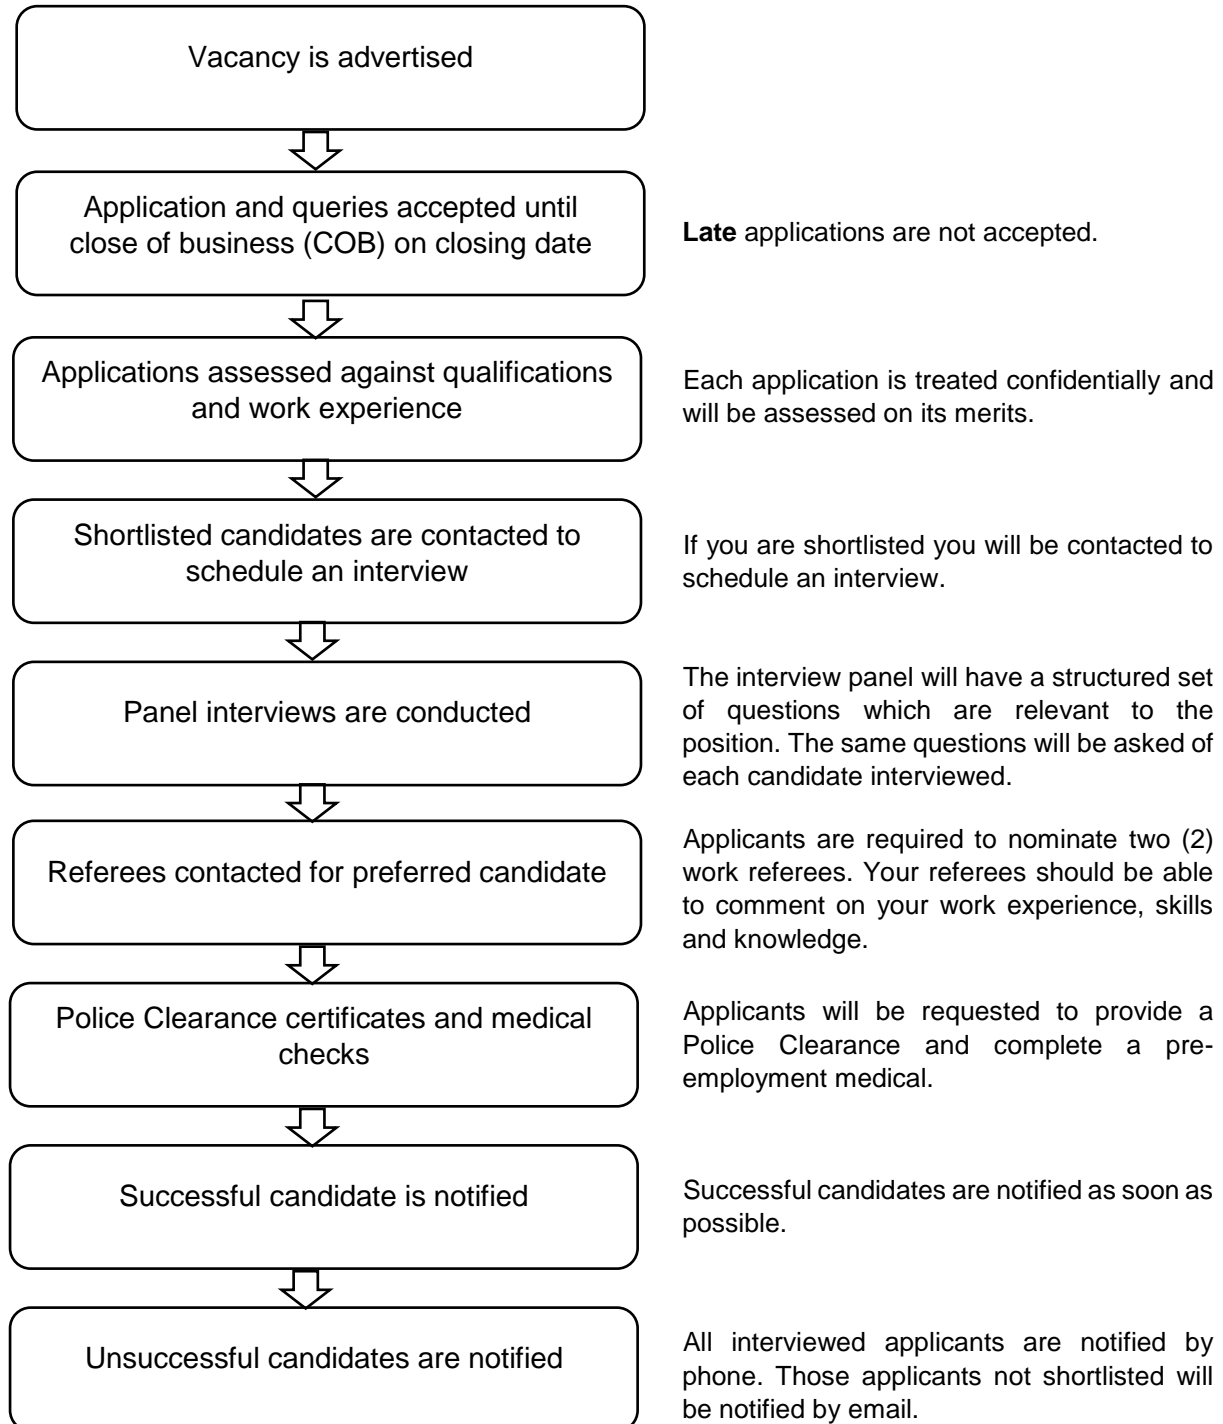 Vacancy is advertised
Application and queries accepted until
close of business (COB) on closing date
Late applications are not accepted.
Applications assessed against qualifications
and work experience
Each application is treated confidentially and
will be assessed on its merits.
Shortlisted candidates are contacted to
schedule an interview
If you are shortlisted you will be contacted to
schedule an interview.
Panel interviews are conducted
The interview panel will have a structured set
of questions which are relevant to the
position. The same questions will be asked of
each candidate interviewed.
Referees contacted for preferred candidate
Applicants are required to nominate two (2)
work referees. Your referees should be able
to comment on your work experience, skills
and knowledge.
Police Clearance certificates and medical
checks
Applicants will be requested to provide a
Police Clearance and complete a pre-
employment medical.
Successful candidate is notified
Successful candidates are notified as soon as
possible.
Unsuccessful candidates are notified
All interviewed applicants are notified by
phone. Those applicants not shortlisted will
be notified by email.